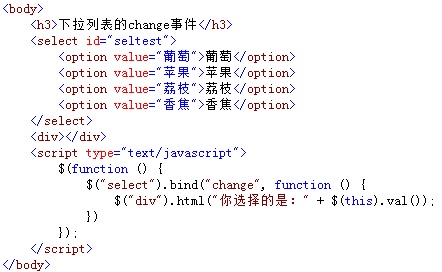 <body>
    <h3>下拉列表的change事件</h3>
    <select id="seltest">
        <option value="葡萄">葡萄</option>
        <option value="苹果">苹果</option>
        <option value="荔枝">荔枝</option>
        <option value="香焦">香焦</option>
    </select>
    <div></div>
    <script type="text/javascript">
        $(function () {
            $("select").bind("change", function () {
                $("div").html("你选择的是：" + $(this).val());
            })
        });
    </script>
</body>